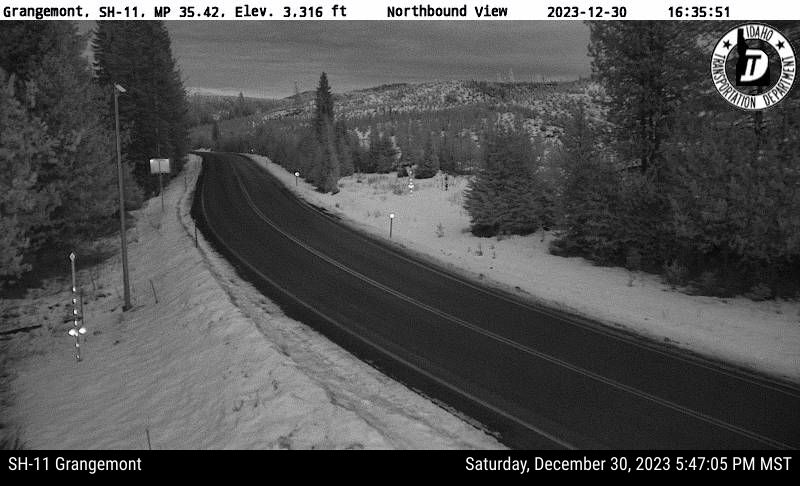 Grangemont, SH-11, MP 35.42, Elev. 3,316 ft Northbound View 2023-12-30 16:35:51
IDAHO
TRANSPORTATION DEPARTMENT
SH-11 Grangemont Saturday, December 30, 2023 5:47:05 PM MST